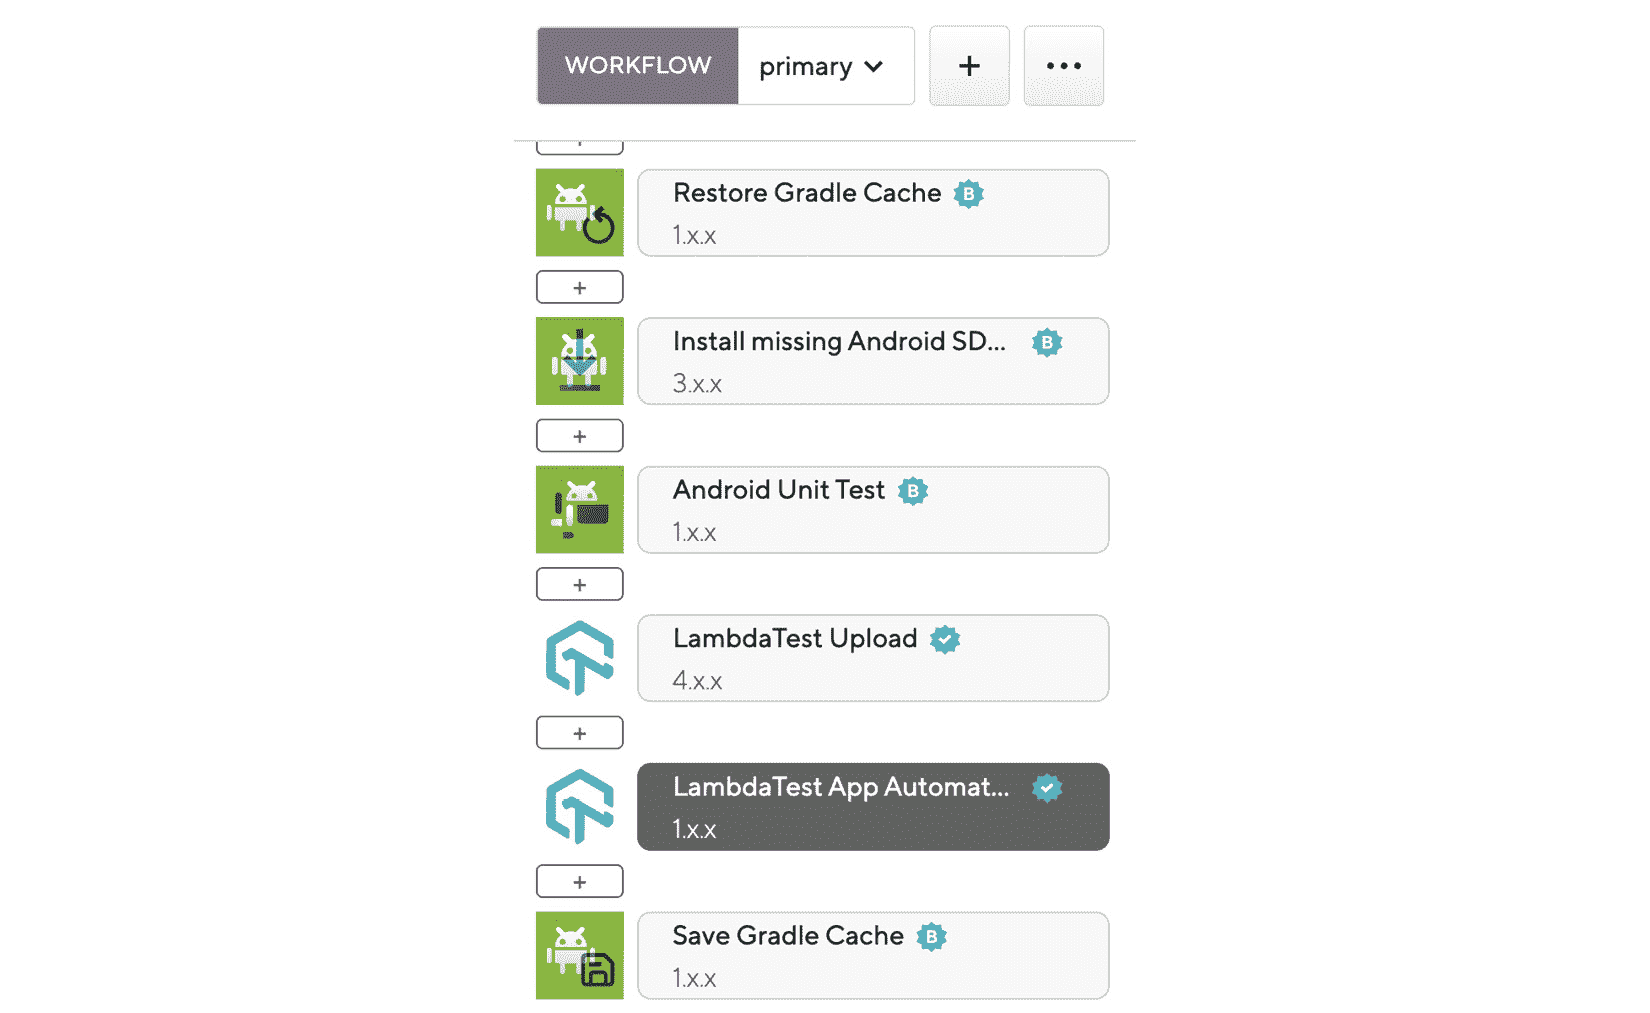 WORKFLOW primary
+
...
+
Restore Gradle Cache B
1.x.x
+
Install missing Android SD... B
3.x.x
+
Android Unit Test B
1.x.x
+
LambdaTest Upload
4.x.x
+
LambdaTest App Automat...
1.x.x
+
Save Gradle Cache B
1.x.x